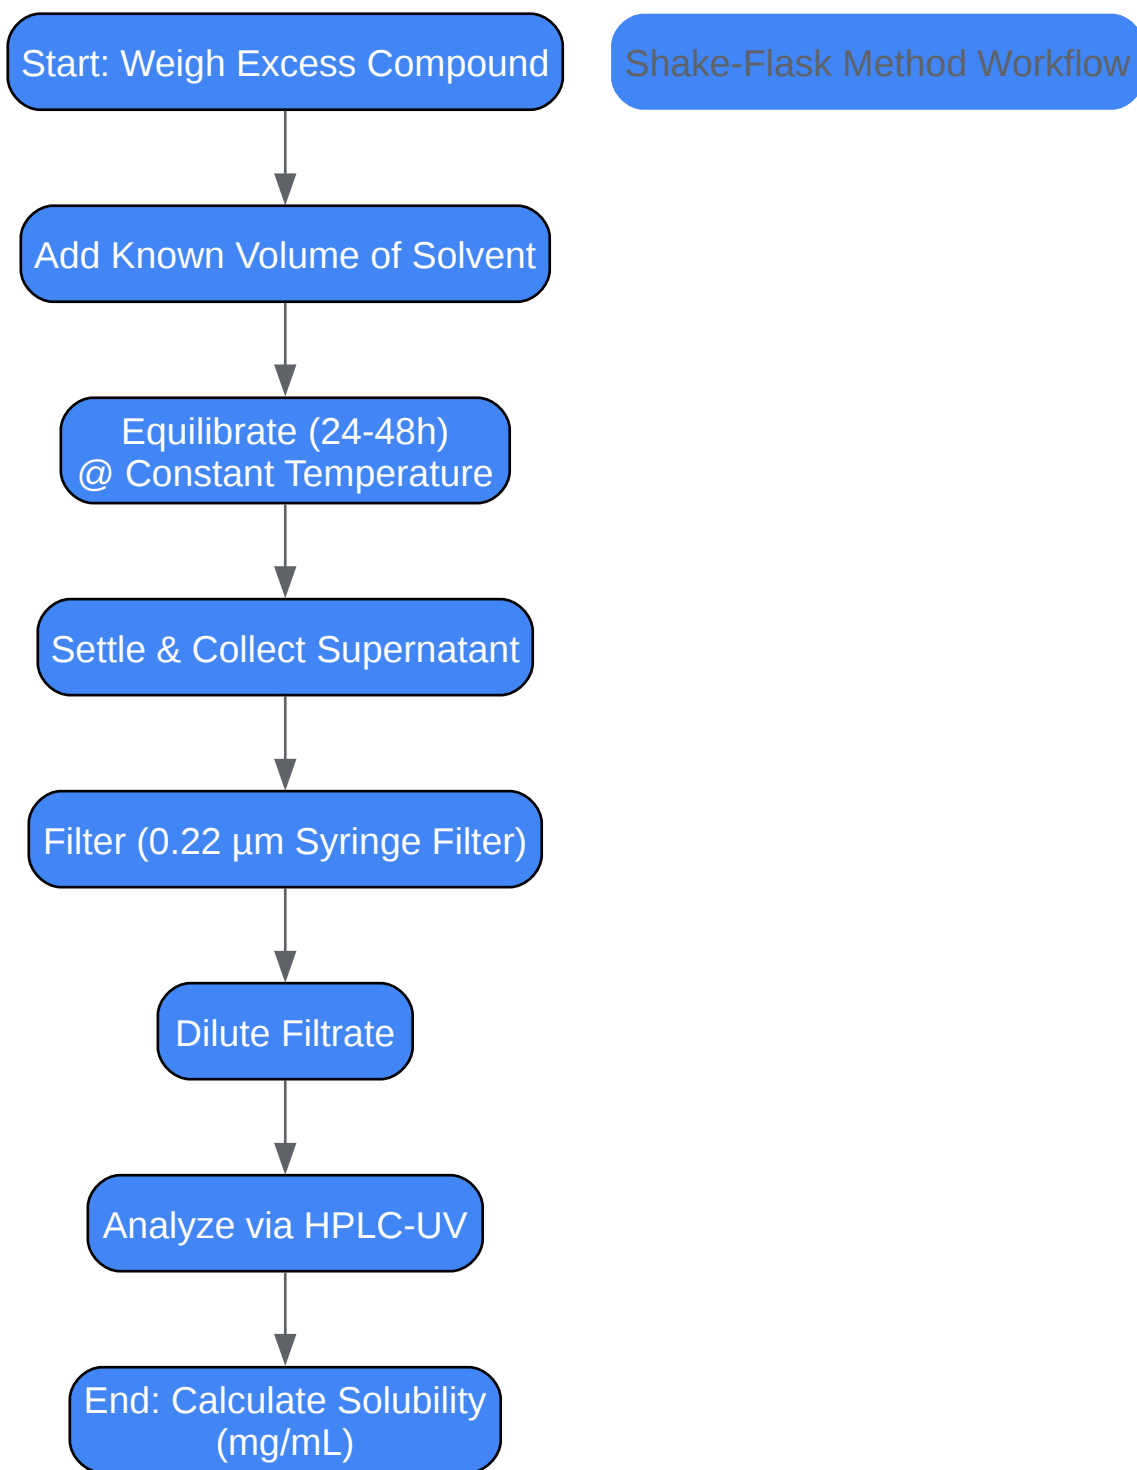 Start: Weigh Excess Compound
Shake-Flask Method Workflow
Add Known Volume of Solvent
Equilibrate (24-48h)
@ Constant Temperature
Settle & Collect Supernatant
Filter (0.22 µm Syringe Filter)
Dilute Filtrate
Analyze via HPLC-UV
End: Calculate Solubility
(mg/mL)